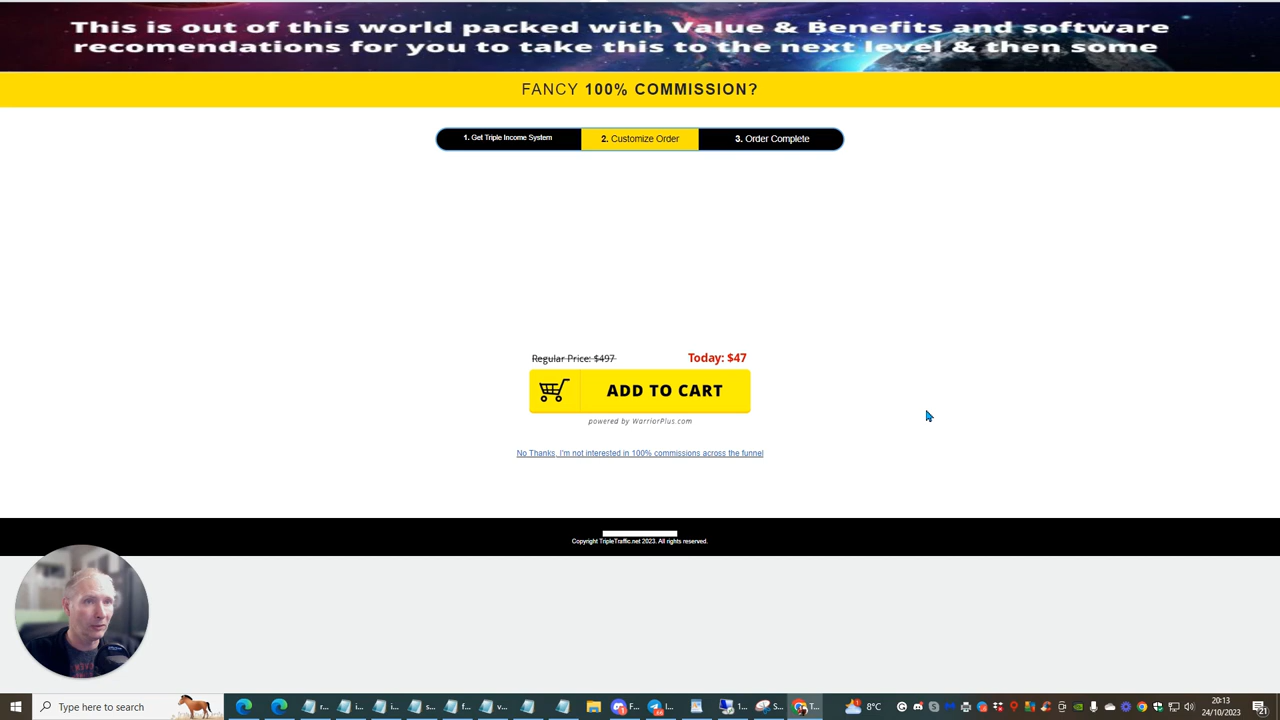 This is out of this world packed with Value & Benefits and software
recomendations for you to take this to the next level & then some
FANCY 100% COMMISSION?
1. Get Triple Income System
2. Customize Order
3. Order Complete
Regular Price: $497
Today: $47
ADD TO CART
powered by WarriorPlus.com
No Thanks, I'm not interested in 100% commissions across the funnel
Copyright TripleTraffic.net 2023. All rights reserved.
Type here to search
r...
i...
i...
s...
f...
v...
F...
1...
S...
T...
8°C
20:13
24/10/2023